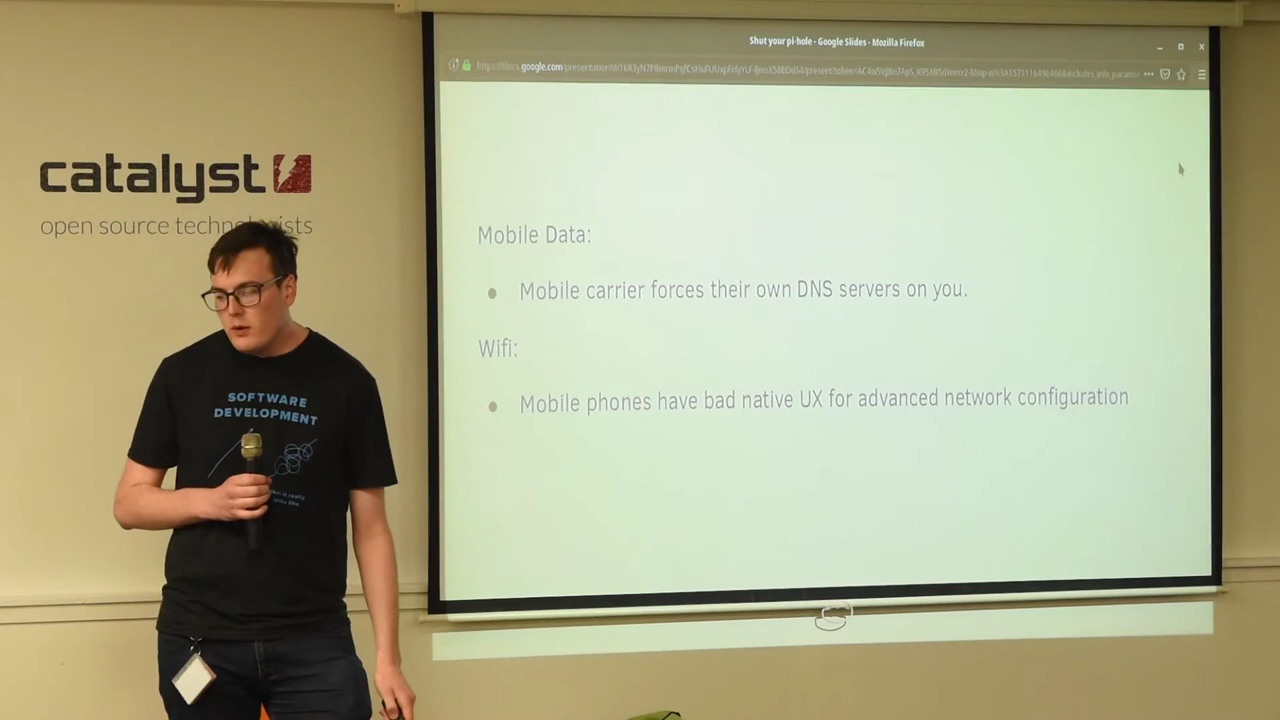 Shut your pi-hole - Google Slides - Mozilla Firefox
catalyst
open source technologists
Mobile Data:
● Mobile carrier forces their own DNS servers on you.
Wifi:
● Mobile phones have bad native UX for advanced network configuration
SOFTWARE
DEVELOPMENT